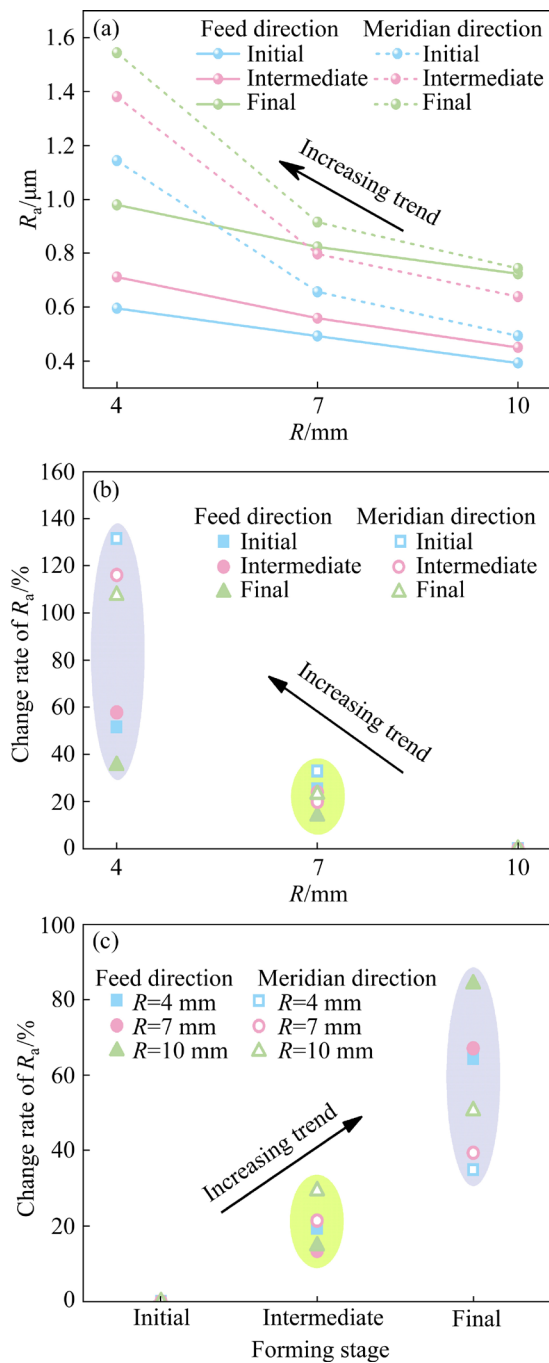 (a)
Feed direction Meridian direction
Initial Initial
Intermediate Intermediate
Final Final
Increasing trend
Rₐ/μm
1.6
1.4
1.2
1.0
0.8
0.6
0.4
4 7 10
R/mm
(b)
Feed direction Meridian direction
Initial Initial
Intermediate Intermediate
Final Final
Increasing trend
Change rate of Rₐ/%
160
140
120
100
80
60
40
20
0
4 7 10
R/mm
(c)
Feed direction Meridian direction
R=4 mm R=4 mm
R=7 mm R=7 mm
R=10 mm R=10 mm
Increasing trend
Change rate of Rₐ/%
100
80
60
40
20
0
Initial Intermediate Final
Forming stage